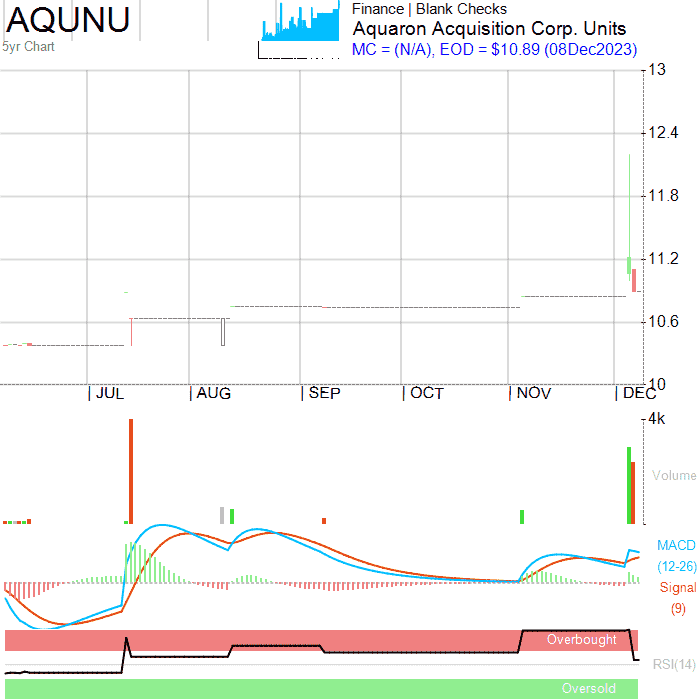 AQUNU
5yr Chart
Finance | Blank Checks
Aquaron Acquisition Corp. Units
MC = (N/A), EOD = $10.89 (08Dec2023)
13
12.4
11.8
11.2
10.6
10
JUL AUG SEP OCT NOV DEC
4k
Volume
MACD
(12-26)
Signal
(9)
Overbought
RSI(14)
Oversold